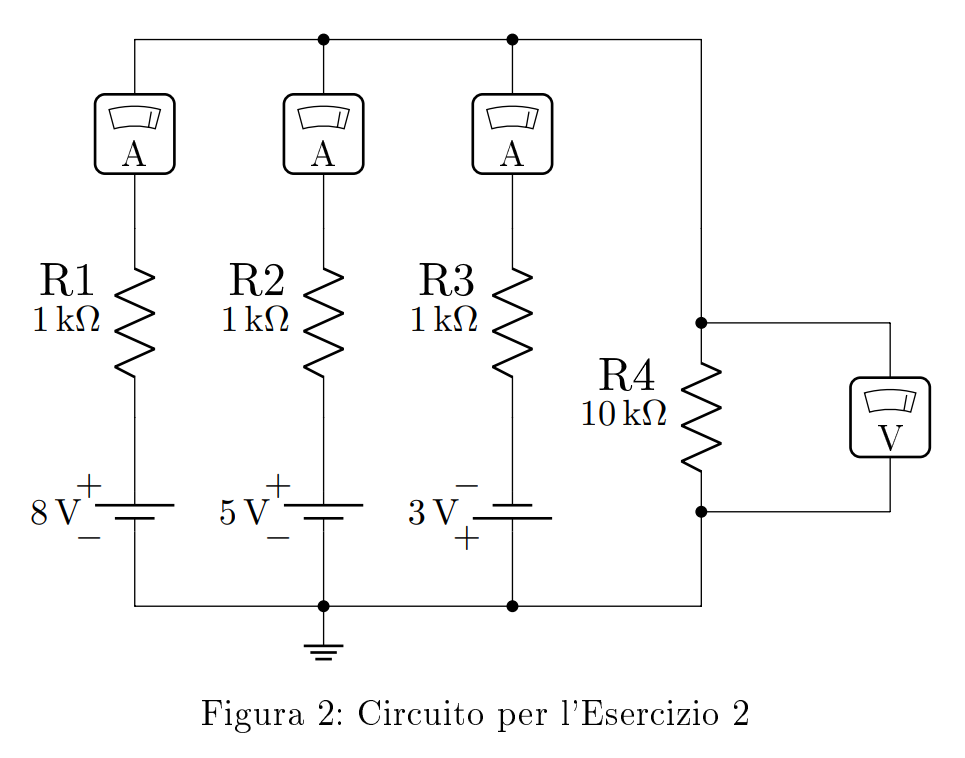 A A A
R1 R2 R3
1 kΩ 1 kΩ 1 kΩ
R4
10 kΩ
V
+ + −
8 V 5 V 3 V
− − +
Figura 2: Circuito per l'Esercizio 2